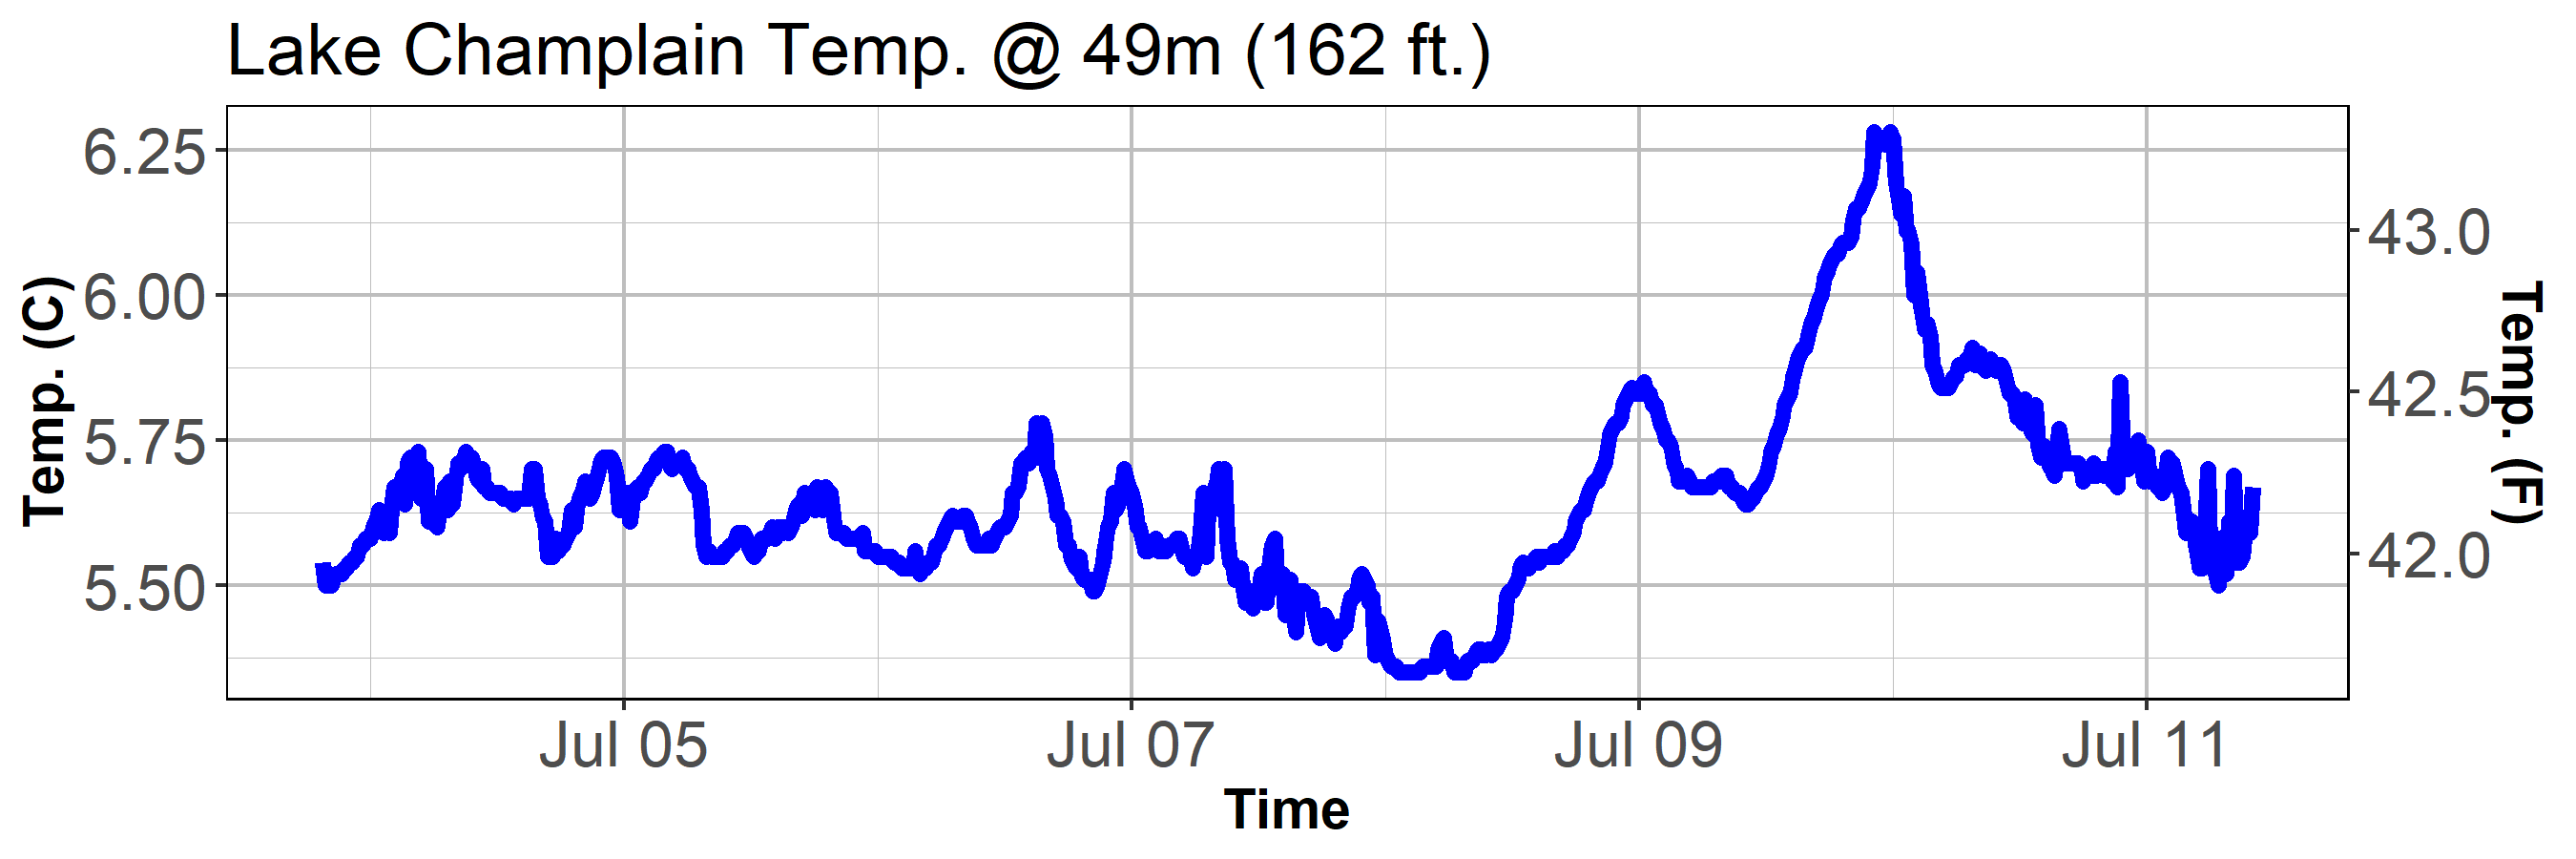 Lake Champlain Temp. @ 49m (162 ft.)
Temp. (C)
6.25
6.00
5.75
5.50
43.0
42.5
42.0
Temp. (F)
Jul 05 Jul 07 Jul 09 Jul 11
Time